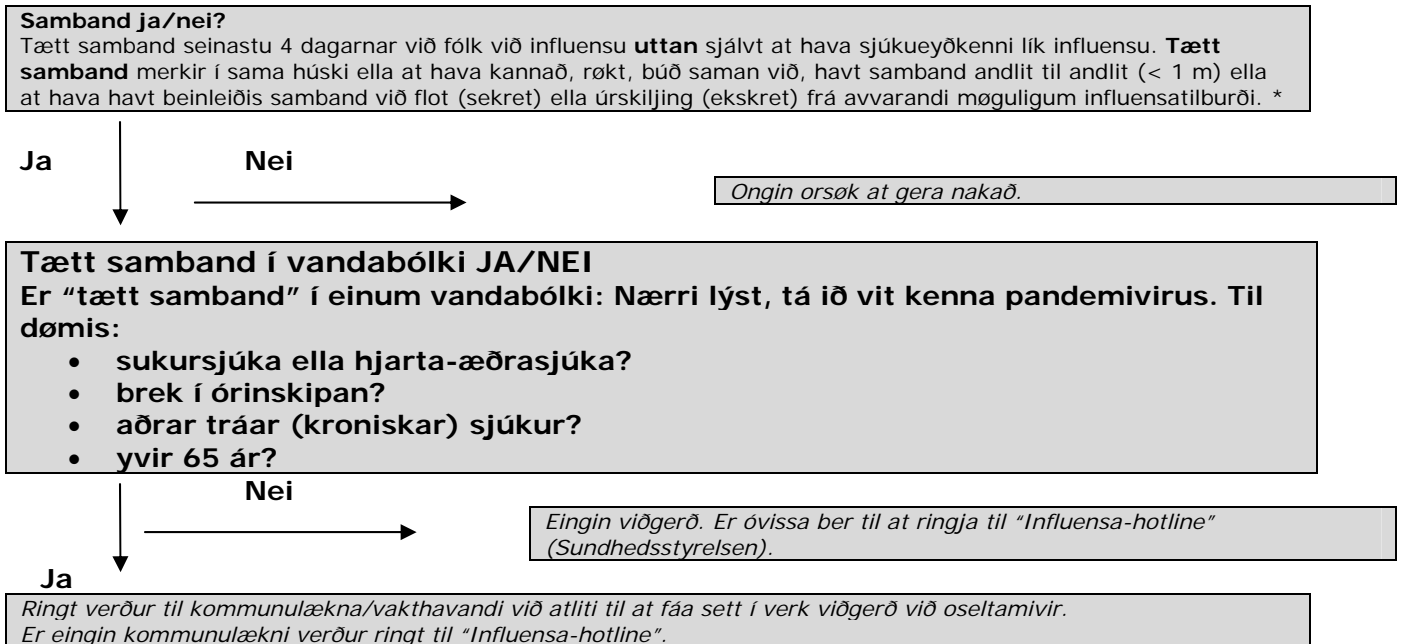 Samband ja/nei?
Tætt samband seinastu 4 dagarnar við fólk við influensu uttan sjálvt at hava sjúkueyðkenni lík influensu. Tætt
samband merkir í sama húski ella at hava kannað, røkt, búð saman við, havt samband andlit til andlit (< 1 m) ella
at hava havt beinleiðis samband við flot (sekret) ella úrskiljing (ekskret) frá avvarandi møguligum influensatilburði. *
Ja Nei
Ongin orsøk at gera nakað.
Tætt samband í vandabólki JA/NEI
Er “tætt samband” í einum vandabólki: Nærri lýst, tá ið vit kenna pandemivirus. Til
dømis:
• sukursjúka ella hjarta-æðrasjúka?
• brek í órinskipan?
• aðrar tráar (kroniskar) sjúkur?
• yvir 65 ár?
Nei
Eingin viðgerð. Er óvissa ber til at ringja til “Influensa-hotline”
(Sundhedsstyrelsen).
Ja
Ringt verður til kommunulækna/vakthavandi við atliti til at fáa sett í verk viðgerð við oseltamivir.
Er eingin kommunulækni verður ringt til “Influensa-hotline”.